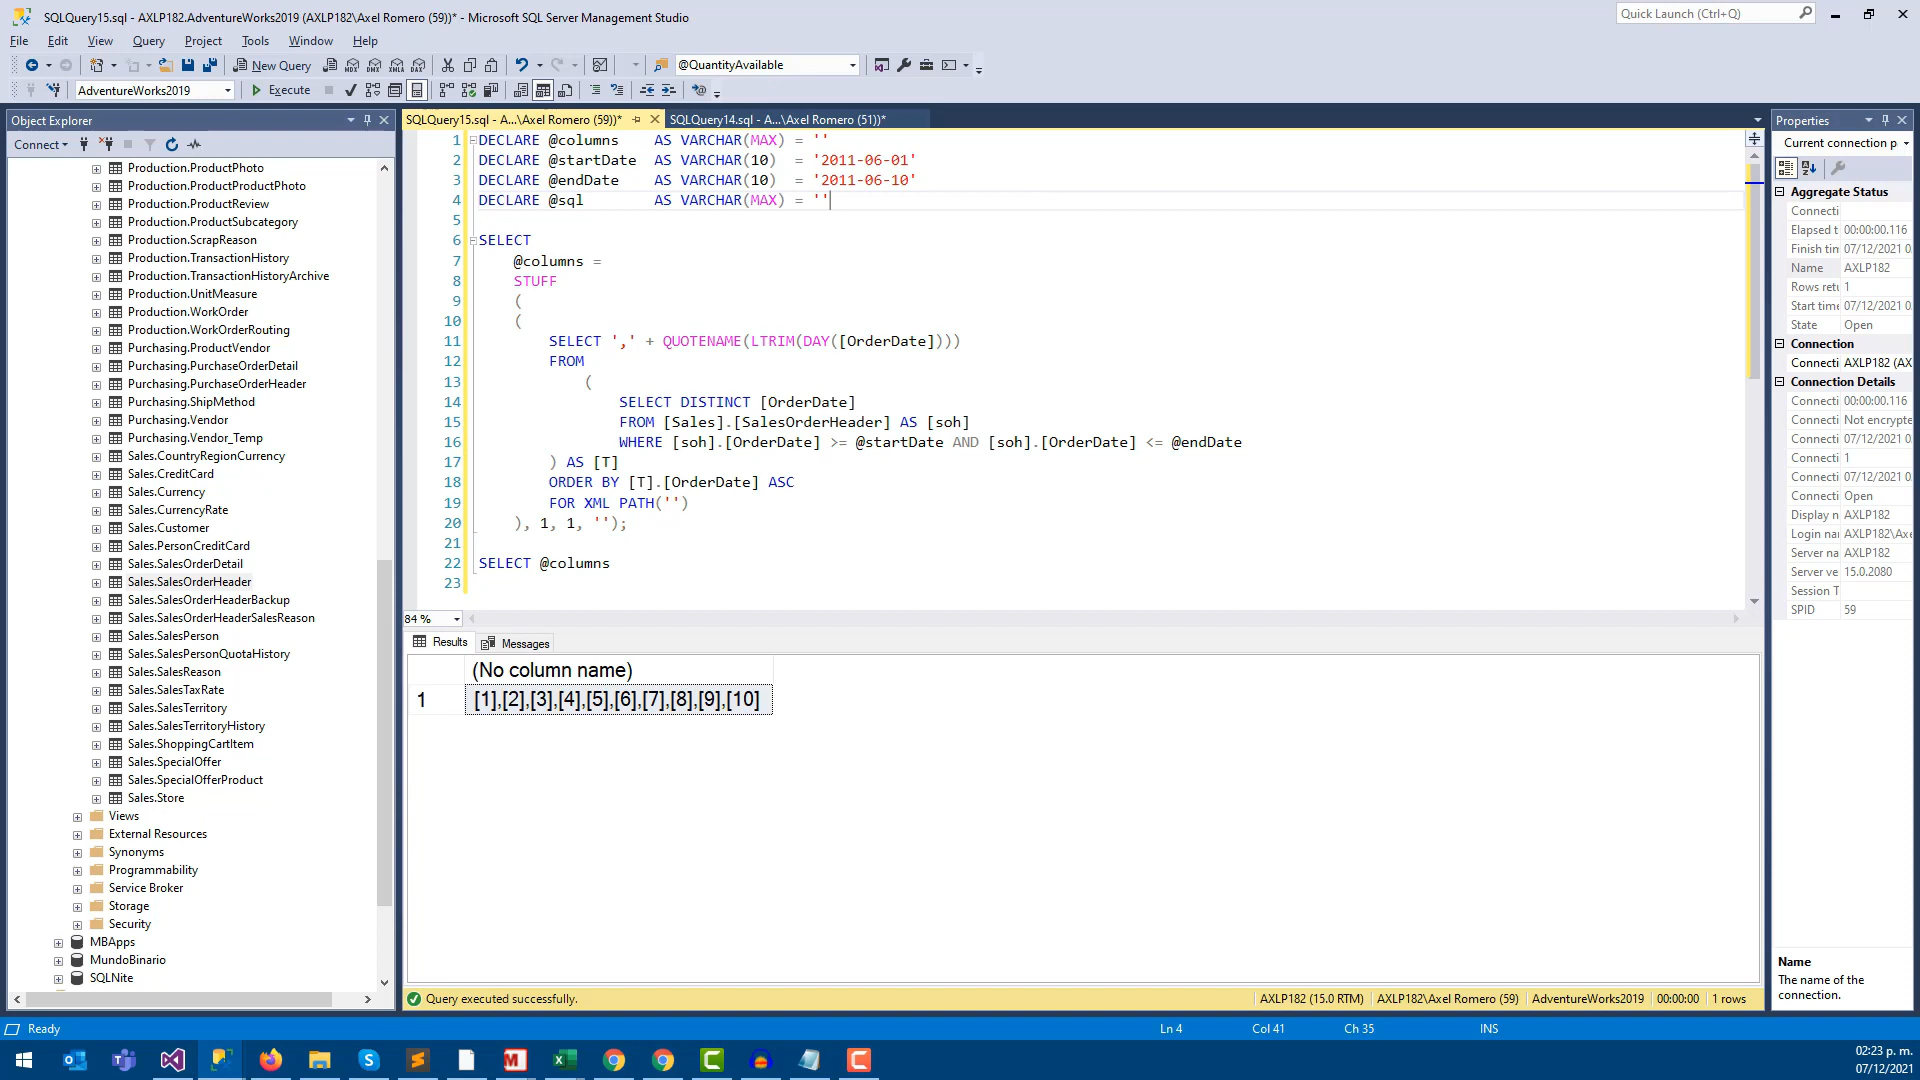 SQLQuery15.sql - AXLP182.AdventureWorks2019 (AXLP182\Axel Romero (59))* - Microsoft SQL Server Management Studio
Quick Launch (Ctrl+Q)
File Edit View Query Project Tools Window Help
New Query
@QuantityAvailable
AdventureWorks2019
Execute
Object Explorer
Connect
Production.ProductPhoto
Production.ProductProductPhoto
Production.ProductReview
Production.ProductSubcategory
Production.ScrapReason
Production.TransactionHistory
Production.TransactionHistoryArchive
Production.UnitMeasure
Production.WorkOrder
Production.WorkOrderRouting
Purchasing.ProductVendor
Purchasing.PurchaseOrderDetail
Purchasing.PurchaseOrderHeader
Purchasing.ShipMethod
Purchasing.Vendor
Purchasing.Vendor_Temp
Sales.CountryRegionCurrency
Sales.CreditCard
Sales.Currency
Sales.CurrencyRate
Sales.Customer
Sales.PersonCreditCard
Sales.SalesOrderDetail
Sales.SalesOrderHeader
Sales.SalesOrderHeaderBackup
Sales.SalesOrderHeaderSalesReason
Sales.SalesPerson
Sales.SalesPersonQuotaHistory
Sales.SalesReason
Sales.SalesTaxRate
Sales.SalesTerritory
Sales.SalesTerritoryHistory
Sales.ShoppingCartItem
Sales.SpecialOffer
Sales.SpecialOfferProduct
Sales.Store
Views
External Resources
Synonyms
Programmability
Service Broker
Storage
Security
MBApps
MundoBinario
SQLNite
SQLQuery15.sql - A...\Axel Romero (59))* SQLQuery14.sql - A...\Axel Romero (51))*
1 DECLARE @columns AS VARCHAR(MAX) = ''
2 DECLARE @startDate AS VARCHAR(10) = '2011-06-01'
3 DECLARE @endDate AS VARCHAR(10) = '2011-06-10'
4 DECLARE @sql AS VARCHAR(MAX) = ''
5
6 SELECT
7 @columns =
8 STUFF
9 (
10 (
11 SELECT ',' + QUOTENAME(LTRIM(DAY([OrderDate])))
12 FROM
13 (
14 SELECT DISTINCT [OrderDate]
15 FROM [Sales].[SalesOrderHeader] AS [soh]
16 WHERE [soh].[OrderDate] >= @startDate AND [soh].[OrderDate] <= @endDate
17 ) AS [T]
18 ORDER BY [T].[OrderDate] ASC
19 FOR XML PATH('')
20 ), 1, 1, '');
21
22 SELECT @columns
23
84 %
Results Messages
(No column name)
1 [1],[2],[3],[4],[5],[6],[7],[8],[9],[10]
Query executed successfully. AXLP182 (15.0 RTM) AXLP182\Axel Romero (59) AdventureWorks2019 00:00:00 1 rows
Properties
Current connection p
Aggregate Status
Connecti
Elapsed t 00:00:00.116
Finish tim 07/12/2021 0
Name AXLP182
Rows retu 1
Start time 07/12/2021 0
State Open
Connection
Connecti AXLP182 (AX
Connection Details
Connecti 00:00:00.116
Connecti Not encrypte
Connecti 07/12/2021 0
Connecti 1
Connecti 07/12/2021 0
Connecti Open
Display n AXLP182
Login nar AXLP182\Axe
Server na AXLP182
Server ve 15.0.2080
Session T
SPID 59
Name
The name of the
connection.
Ready Ln 4 Col 41 Ch 35 INS
02:23 p. m.
07/12/2021